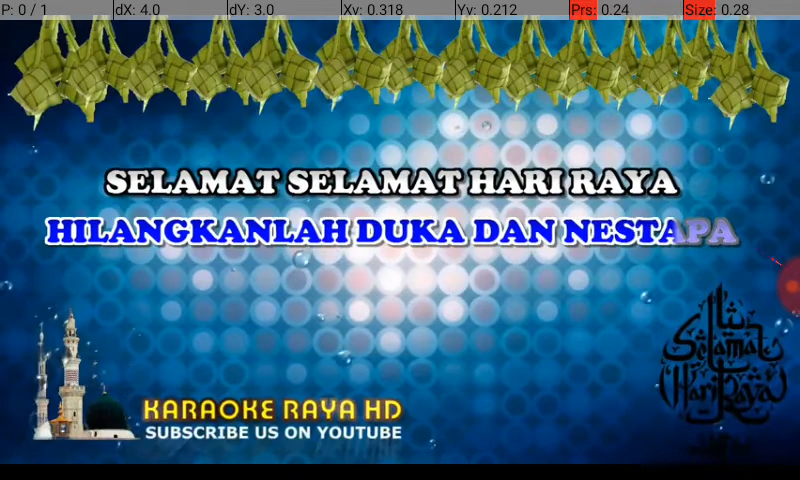 P: 0 / 1 dX: 4.0 dY: 3.0 Xv: 0.318 Yv: 0.212 Prs: 0.24 Size: 0.28
SELAMAT SELAMAT HARI RAYA
HILANGKANLAH DUKA DAN NESTAPA
Selamat
Hari Raya
KARAOKE RAYA HD
SUBSCRIBE US ON YOUTUBE